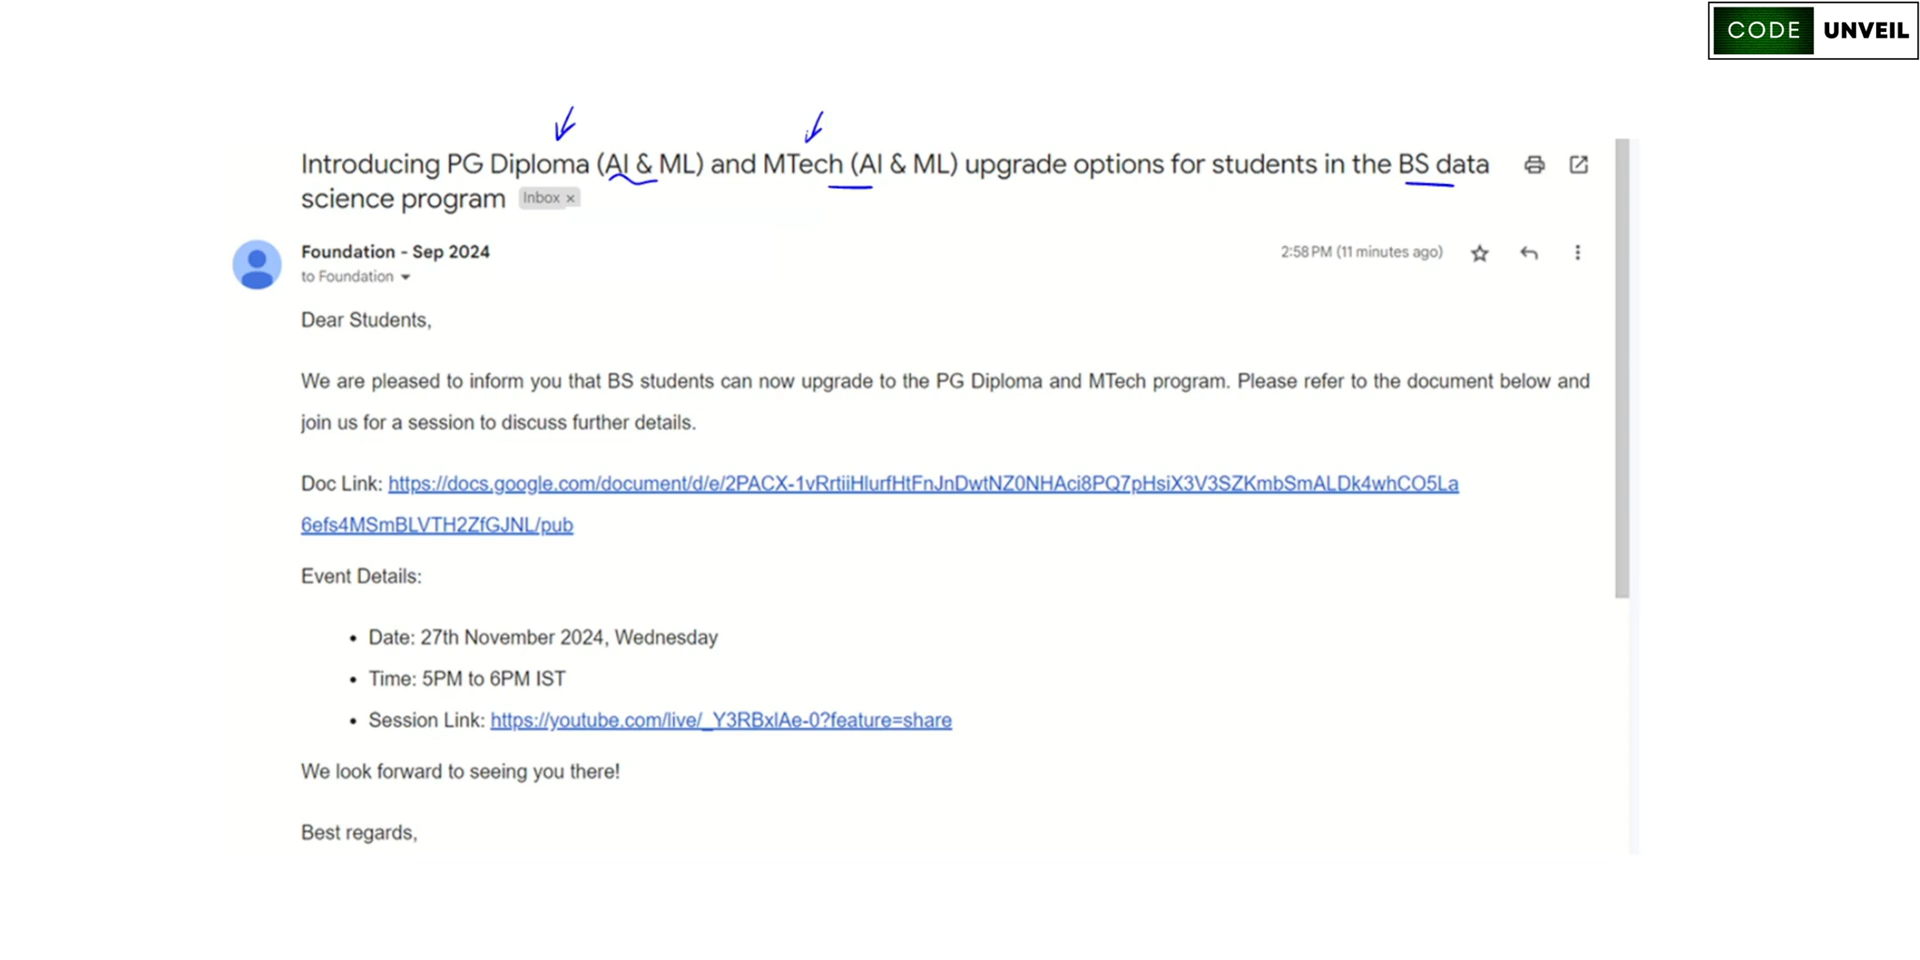 CODE UNVEIL
Introducing PG Diploma (AI & ML) and MTech (AI & ML) upgrade options for students in the BS data
science program Inbox ×
Foundation - Sep 2024
2:58 PM (11 minutes ago)
to Foundation
Dear Students,
We are pleased to inform you that BS students can now upgrade to the PG Diploma and MTech program. Please refer to the document below and
join us for a session to discuss further details.
Doc Link: https://docs.google.com/document/d/e/2PACX-1vRrtiiHlurfHtFnJnDwtNZ0NHAci8PQ7pHsiX3V3SZKmbSmALDk4whCO5La
6efs4MSmBLVTH2ZfGJNL/pub
Event Details:
• Date: 27th November 2024, Wednesday
• Time: 5PM to 6PM IST
• Session Link: https://youtube.com/live/_Y3RBxlAe-0?feature=share
We look forward to seeing you there!
Best regards,